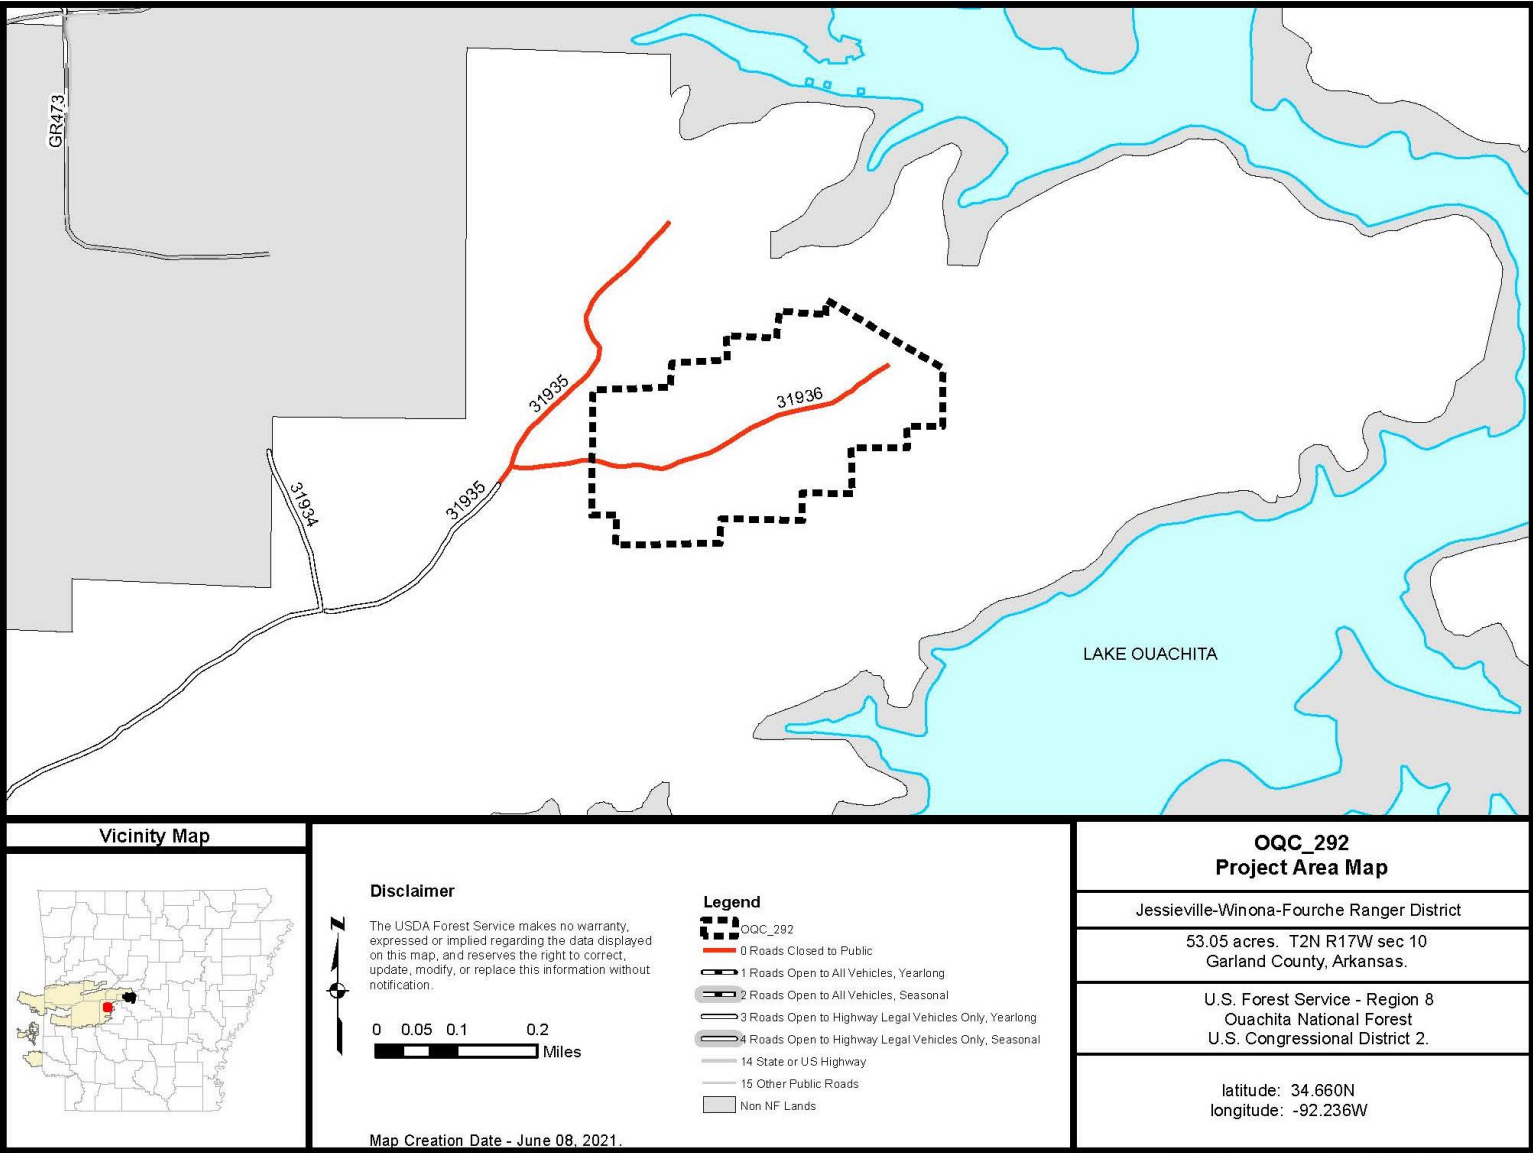 GR473
31935
31936
31935
31934
LAKE OUACHITA
Vicinity Map
Disclaimer
The USDA Forest Service makes no warranty,
expressed or implied regarding the data displayed
on this map, and reserves the right to correct,
update, modify, or replace this information without
notification.
N
0 0.05 0.1 0.2
Miles
Map Creation Date - June 08, 2021.
Legend
OQC_292
0 Roads Closed to Public
1 Roads Open to All Vehicles, Yearlong
2 Roads Open to All Vehicles, Seasonal
3 Roads Open to Highway Legal Vehicles Only, Yearlong
4 Roads Open to Highway Legal Vehicles Only, Seasonal
14 State or US Highway
15 Other Public Roads
Non NF Lands
OQC_292
Project Area Map
Jessieville-Winona-Fourche Ranger District
53.05 acres. T2N R17W sec 10
Garland County, Arkansas.
U.S. Forest Service - Region 8
Ouachita National Forest
U.S. Congressional District 2.
latitude: 34.660N
longitude: -92.236W